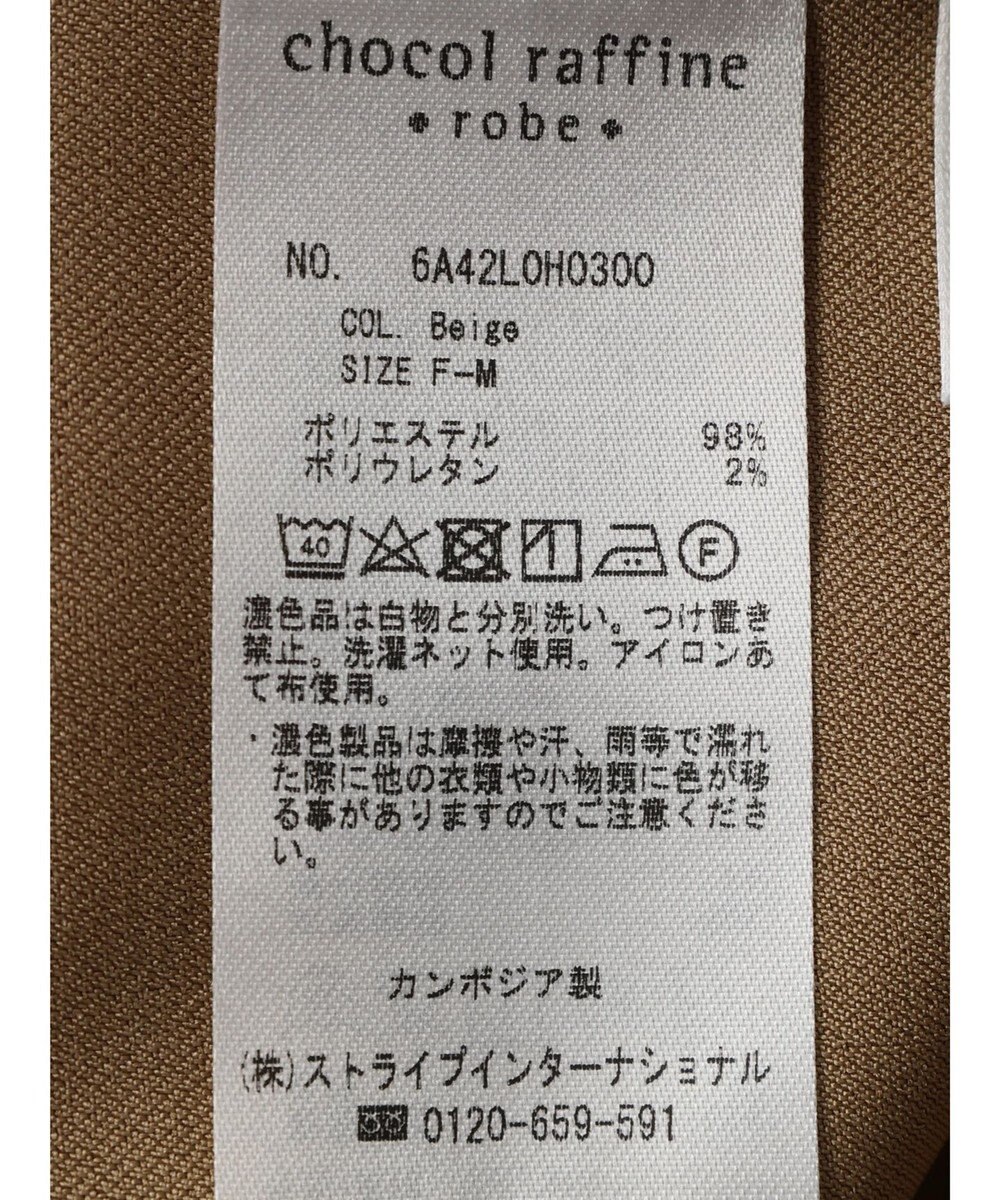 chocol raffine
robe
NO. 6A42L0H0300
COL. Beige
SIZE F-M
ポリエステル 98%
ポリウレタン 2%
40 F
濃色品は白物と分別洗い。つけ置き
禁止。洗濯ネット使用。アイロンあ
て布使用。
・濃色製品は摩擦や汗、雨等で濡れ
た際に他の衣類や小物類に色が移
る事がありますのでご注意くださ
い。
カンボジア製
(株)ストライプインターナショナル
0120-659-591